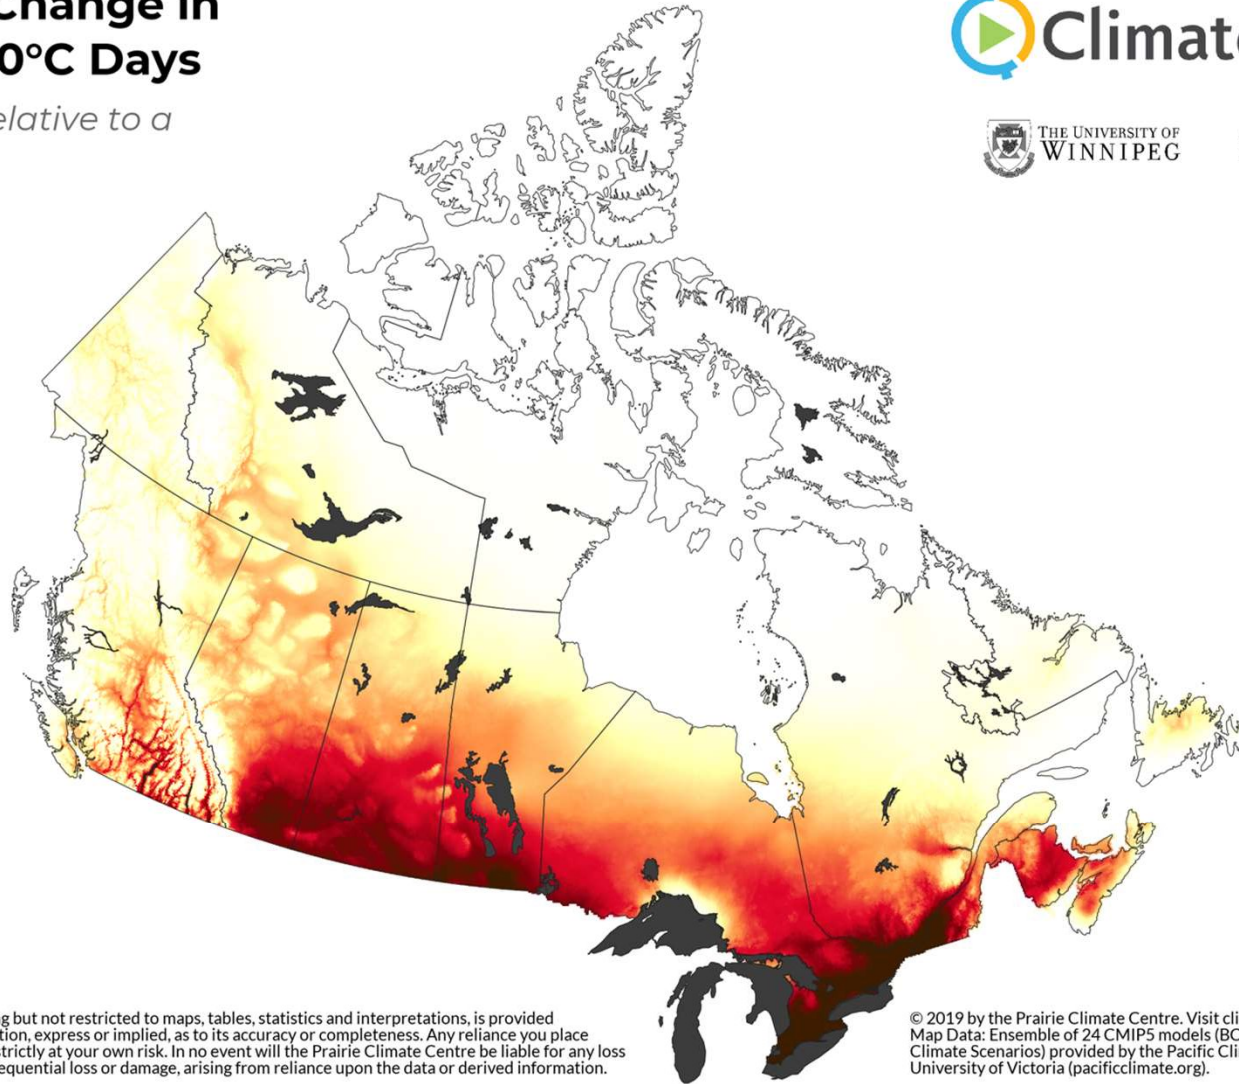 Change in
0°C Days
elative to a
Climate
THE UNIVERSITY OF
WINNIPEG
g but not restricted to maps, tables, statistics and interpretations, is provided
tion, express or implied, as to its accuracy or completeness. Any reliance you place
strictly at your own risk. In no event will the Prairie Climate Centre be liable for any loss
equential loss or damage, arising from reliance upon the data or derived information.
© 2019 by the Prairie Climate Centre. Visit cli
Map Data: Ensemble of 24 CMIP5 models (BC
Climate Scenarios) provided by the Pacific Cli
University of Victoria (pacificclimate.org).